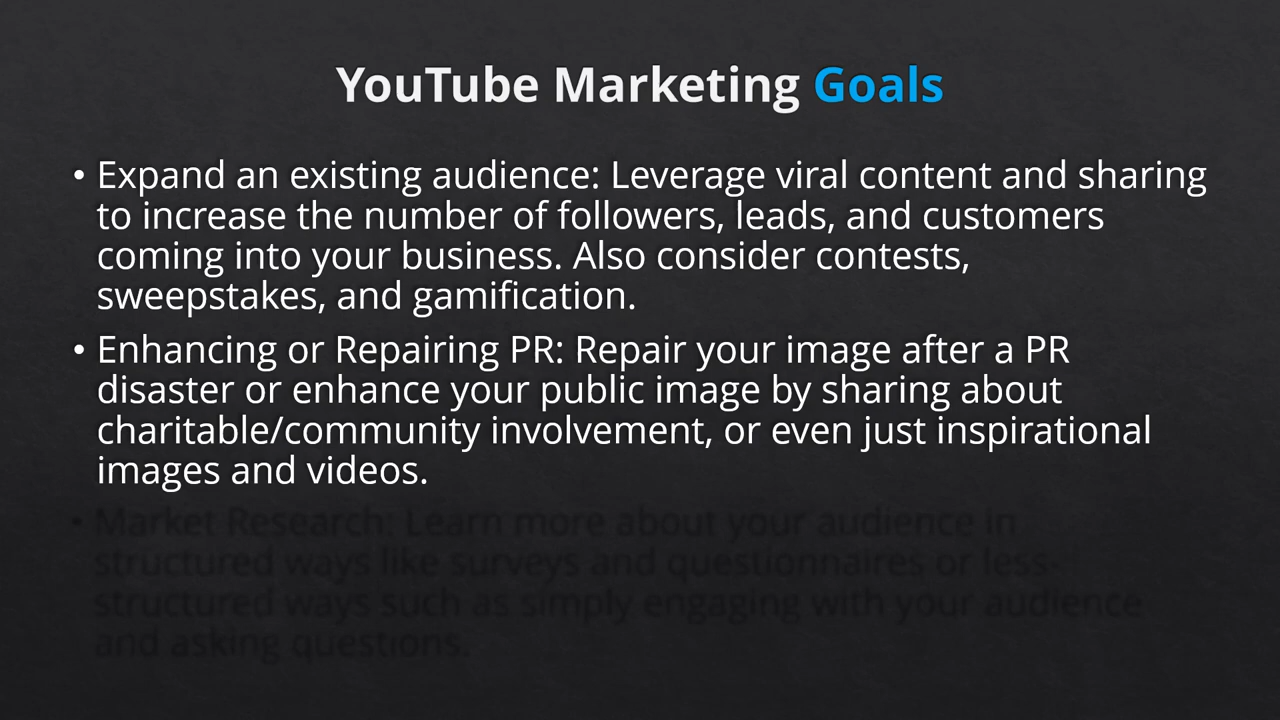 YouTube Marketing Goals
• Expand an existing audience: Leverage viral content and sharing
to increase the number of followers, leads, and customers
coming into your business. Also consider contests,
sweepstakes, and gamification.
• Enhancing or Repairing PR: Repair your image after a PR
disaster or enhance your public image by sharing about
charitable/community involvement, or even just inspirational
images and videos.
• Market Research: Learn more about your audience in
structured ways like surveys and questionnaires or less-
structured ways such as simply engaging with your audience
and asking questions.